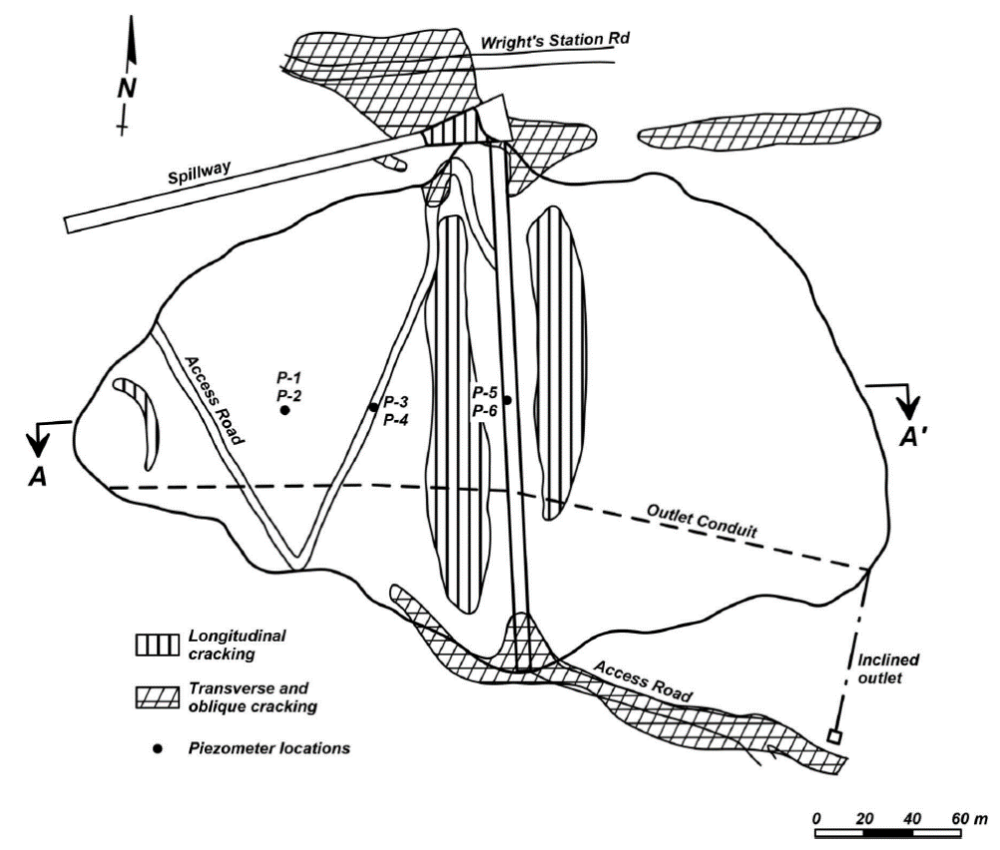 Wright's Station Rd
N
Spillway
Access Road
P-1
P-2
P-3
P-4
P-5
P-6
A
A'
Outlet Conduit
Longitudinal
cracking
Transverse and
oblique cracking
Piezometer locations
Access Road
Inclined
outlet
0 20 40 60 m